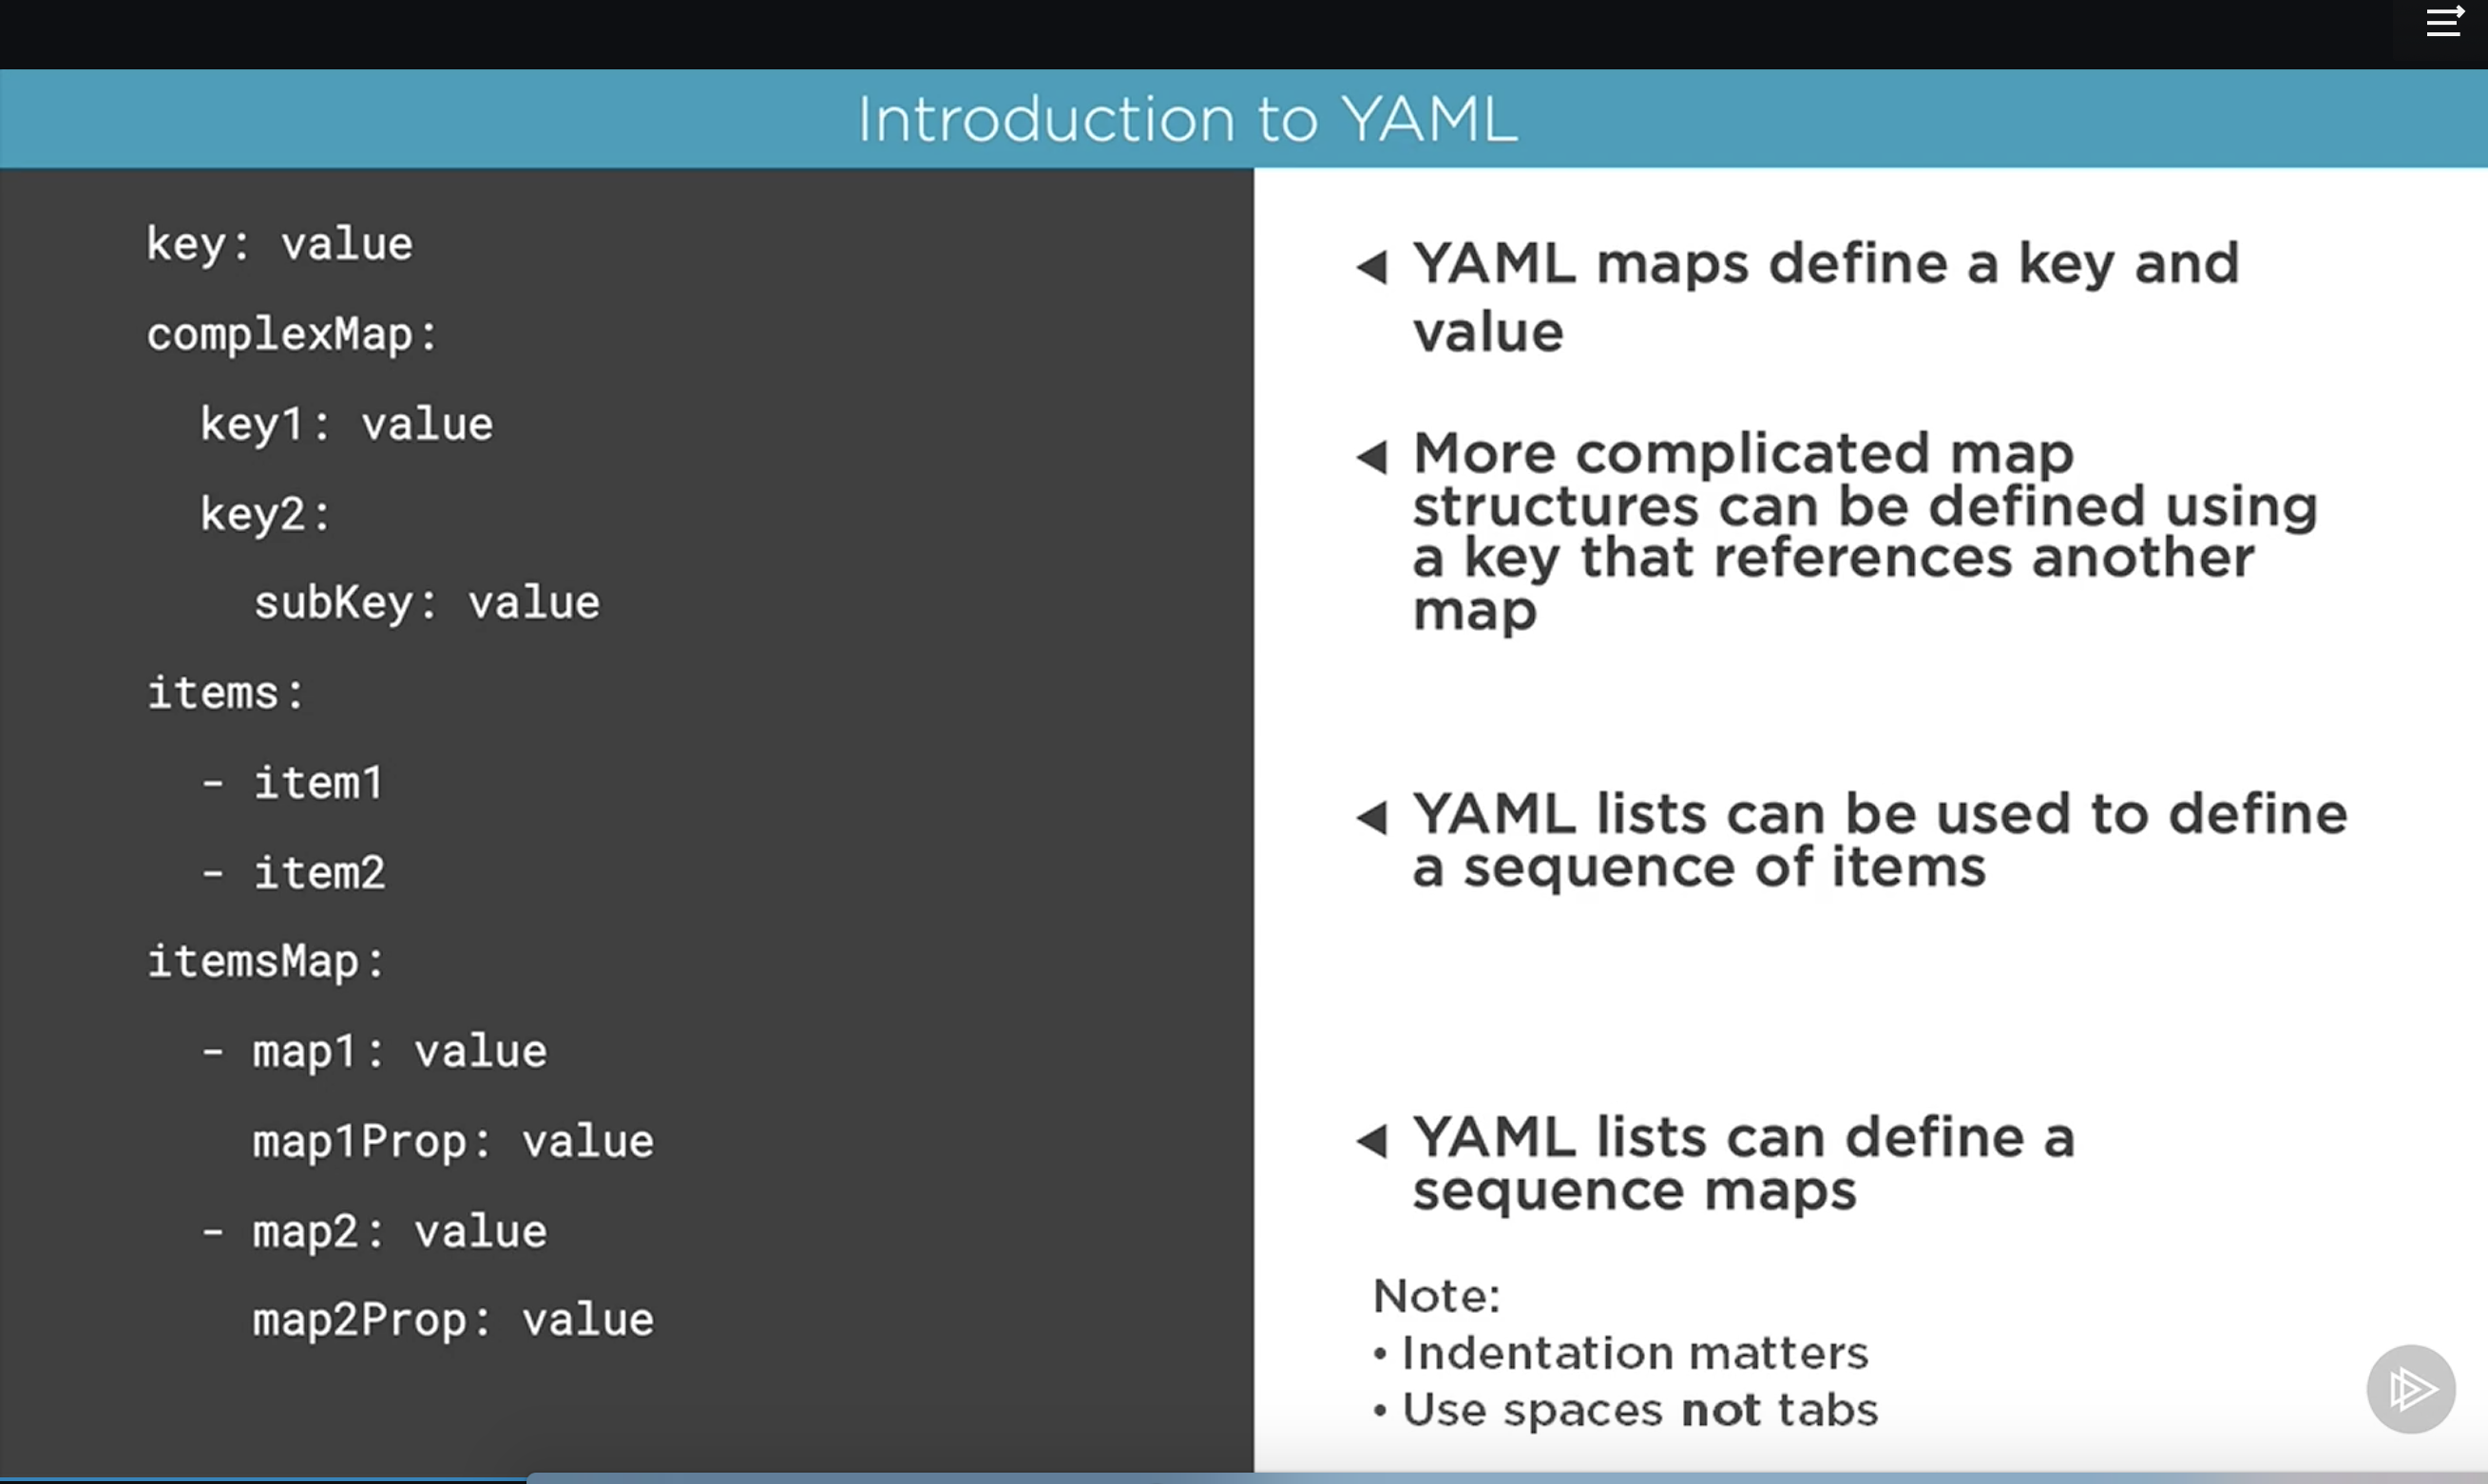 Introduction to YAML
key: value
complexMap:
key1: value
key2:
subKey: value
items:
- item1
- item2
itemsMap:
- map1: value
map1Prop: value
- map2: value
map2Prop: value
YAML maps define a key and
value
More complicated map
structures can be defined using
a key that references another
map
YAML lists can be used to define
a sequence of items
YAML lists can define a
sequence maps
Note:
• Indentation matters
• Use spaces not tabs